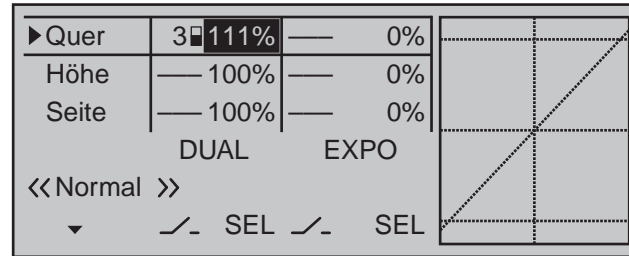 Quer 3 111% –– 0%
Höhe –– 100% –– 0%
Seite –– 100% –– 0%
DUAL EXPO
«Normal »
SEL SEL